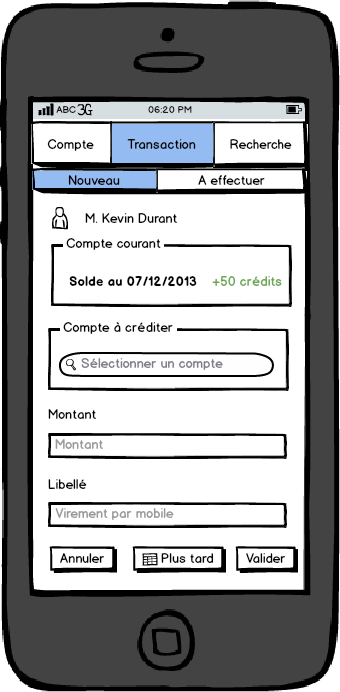 ABC 3G 06:20 PM
Compte Transaction Recherche
Nouveau A effectuer
M. Kevin Durant
Compte courant
Solde au 07/12/2013 +50 crédits
Compte à créditer
Sélectionner un compte
Montant
Montant
Libellé
Virement par mobile
Annuler Plus tard Valider